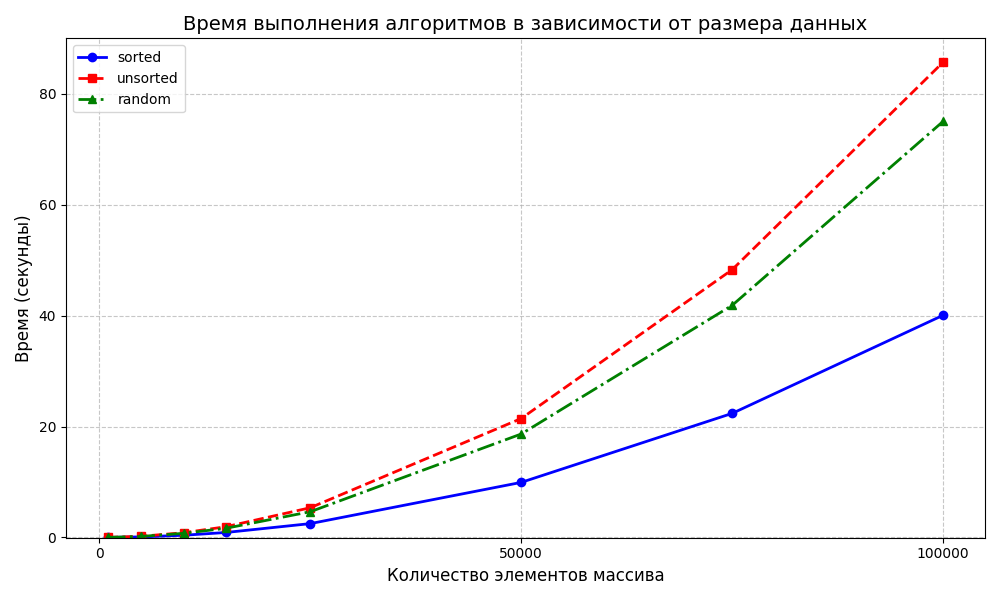 Время выполнения алгоритмов в зависимости от размера данных
sorted
unsorted
random
80
60
40
20
0
Время (секунды)
0
50000
100000
Количество элементов массива